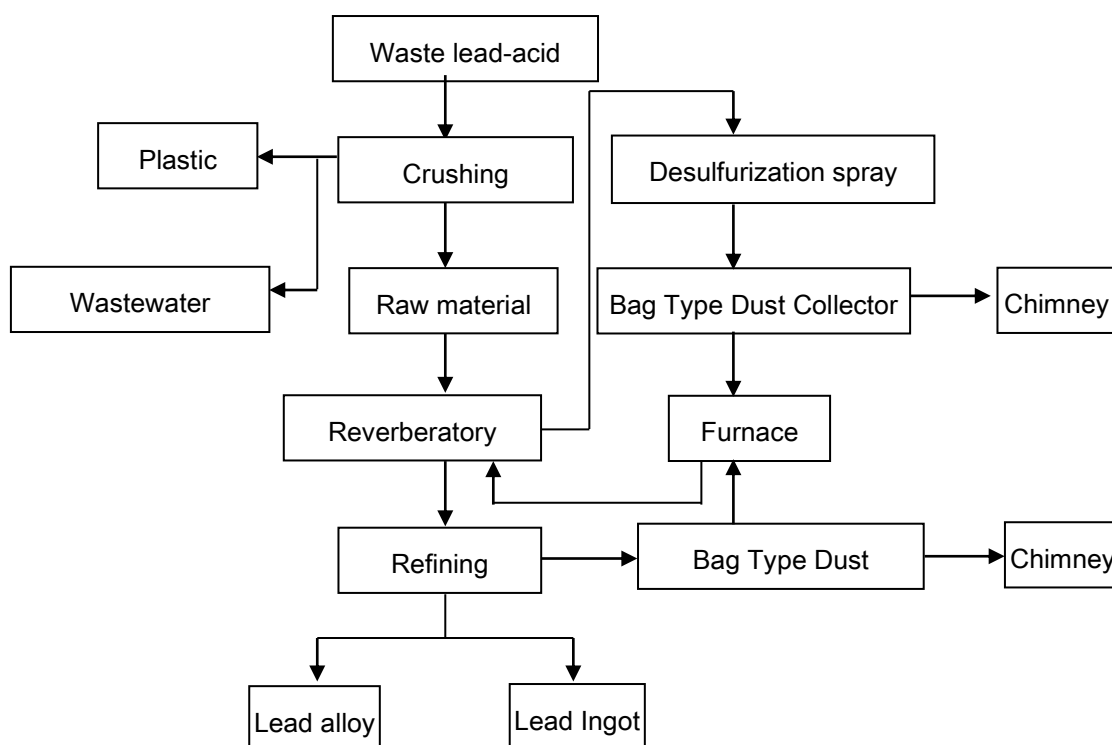 Waste lead-acid
Plastic
Crushing
Desulfurization spray
Wastewater
Raw material
Bag Type Dust Collector
Chimney
Reverberatory
Furnace
Refining
Bag Type Dust
Chimney
Lead alloy
Lead Ingot